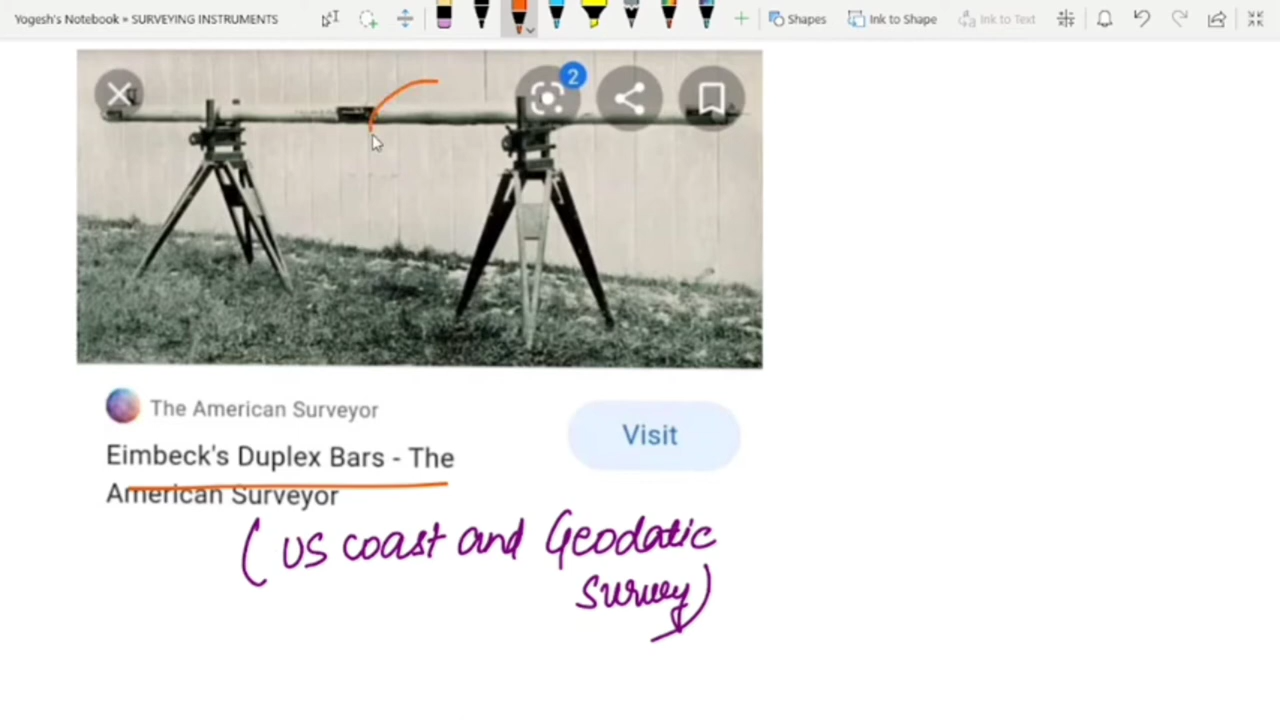 Yogesh's Notebook » SURVEYING INSTRUMENTS
Shapes
Ink to Shape
Ink to Text
2
The American Surveyor
Visit
Eimbeck's Duplex Bars - The
American Surveyor
(US coast and Geodatic
survey)